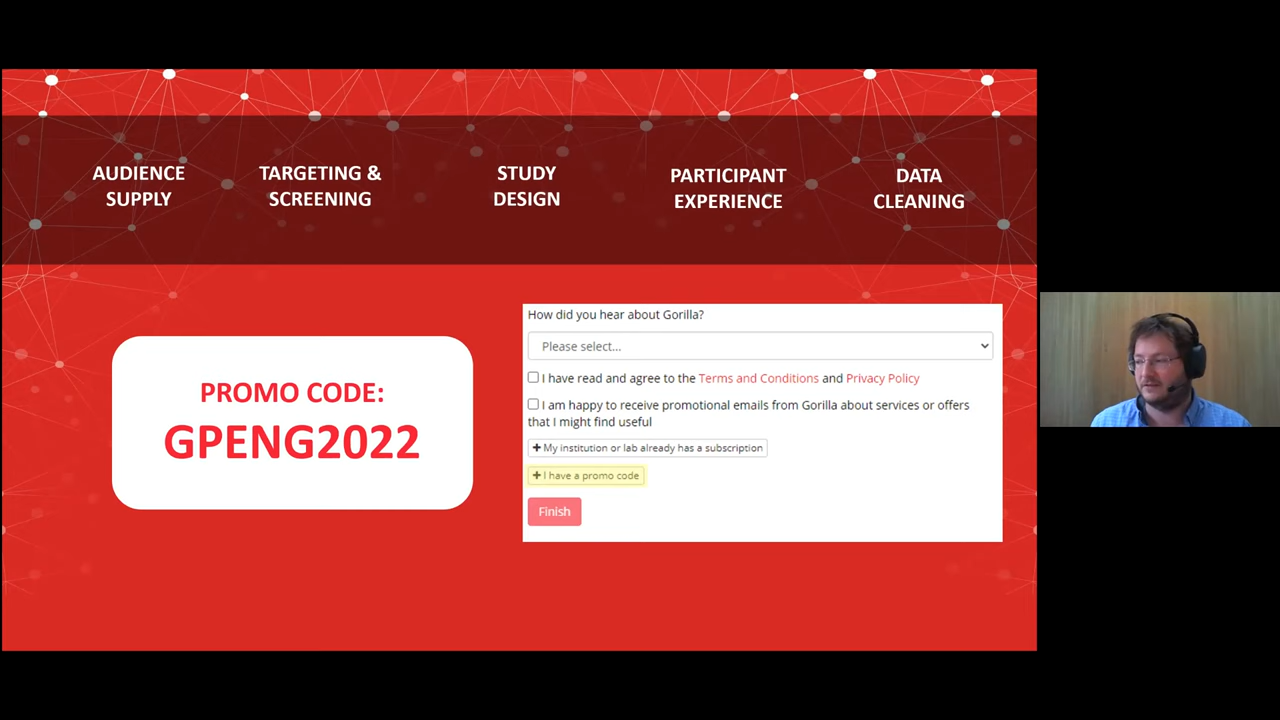 AUDIENCE
SUPPLY
TARGETING &
SCREENING
STUDY
DESIGN
PARTICIPANT
EXPERIENCE
DATA
CLEANING
PROMO CODE:
GPENG2022
How did you hear about Gorilla?
Please select...
I have read and agree to the Terms and Conditions and Privacy Policy
I am happy to receive promotional emails from Gorilla about services or offers
that I might find useful
+ My institution or lab already has a subscription
+ I have a promo code
Finish